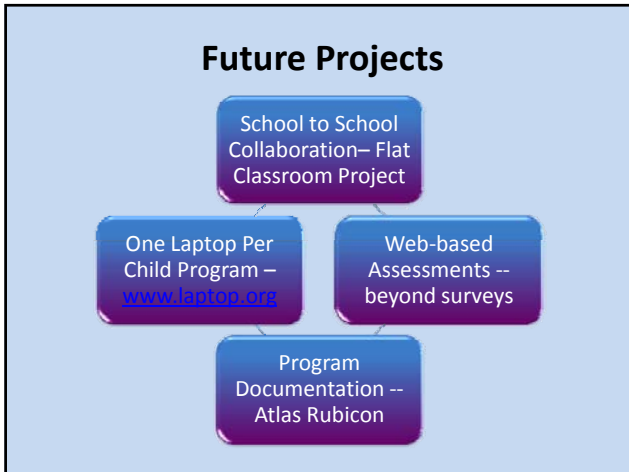 Future Projects
School to School
Collaboration– Flat
Classroom Project
One Laptop Per
Child Program –
www.laptop.org
Web-based
Assessments --
beyond surveys
Program
Documentation --
Atlas Rubicon